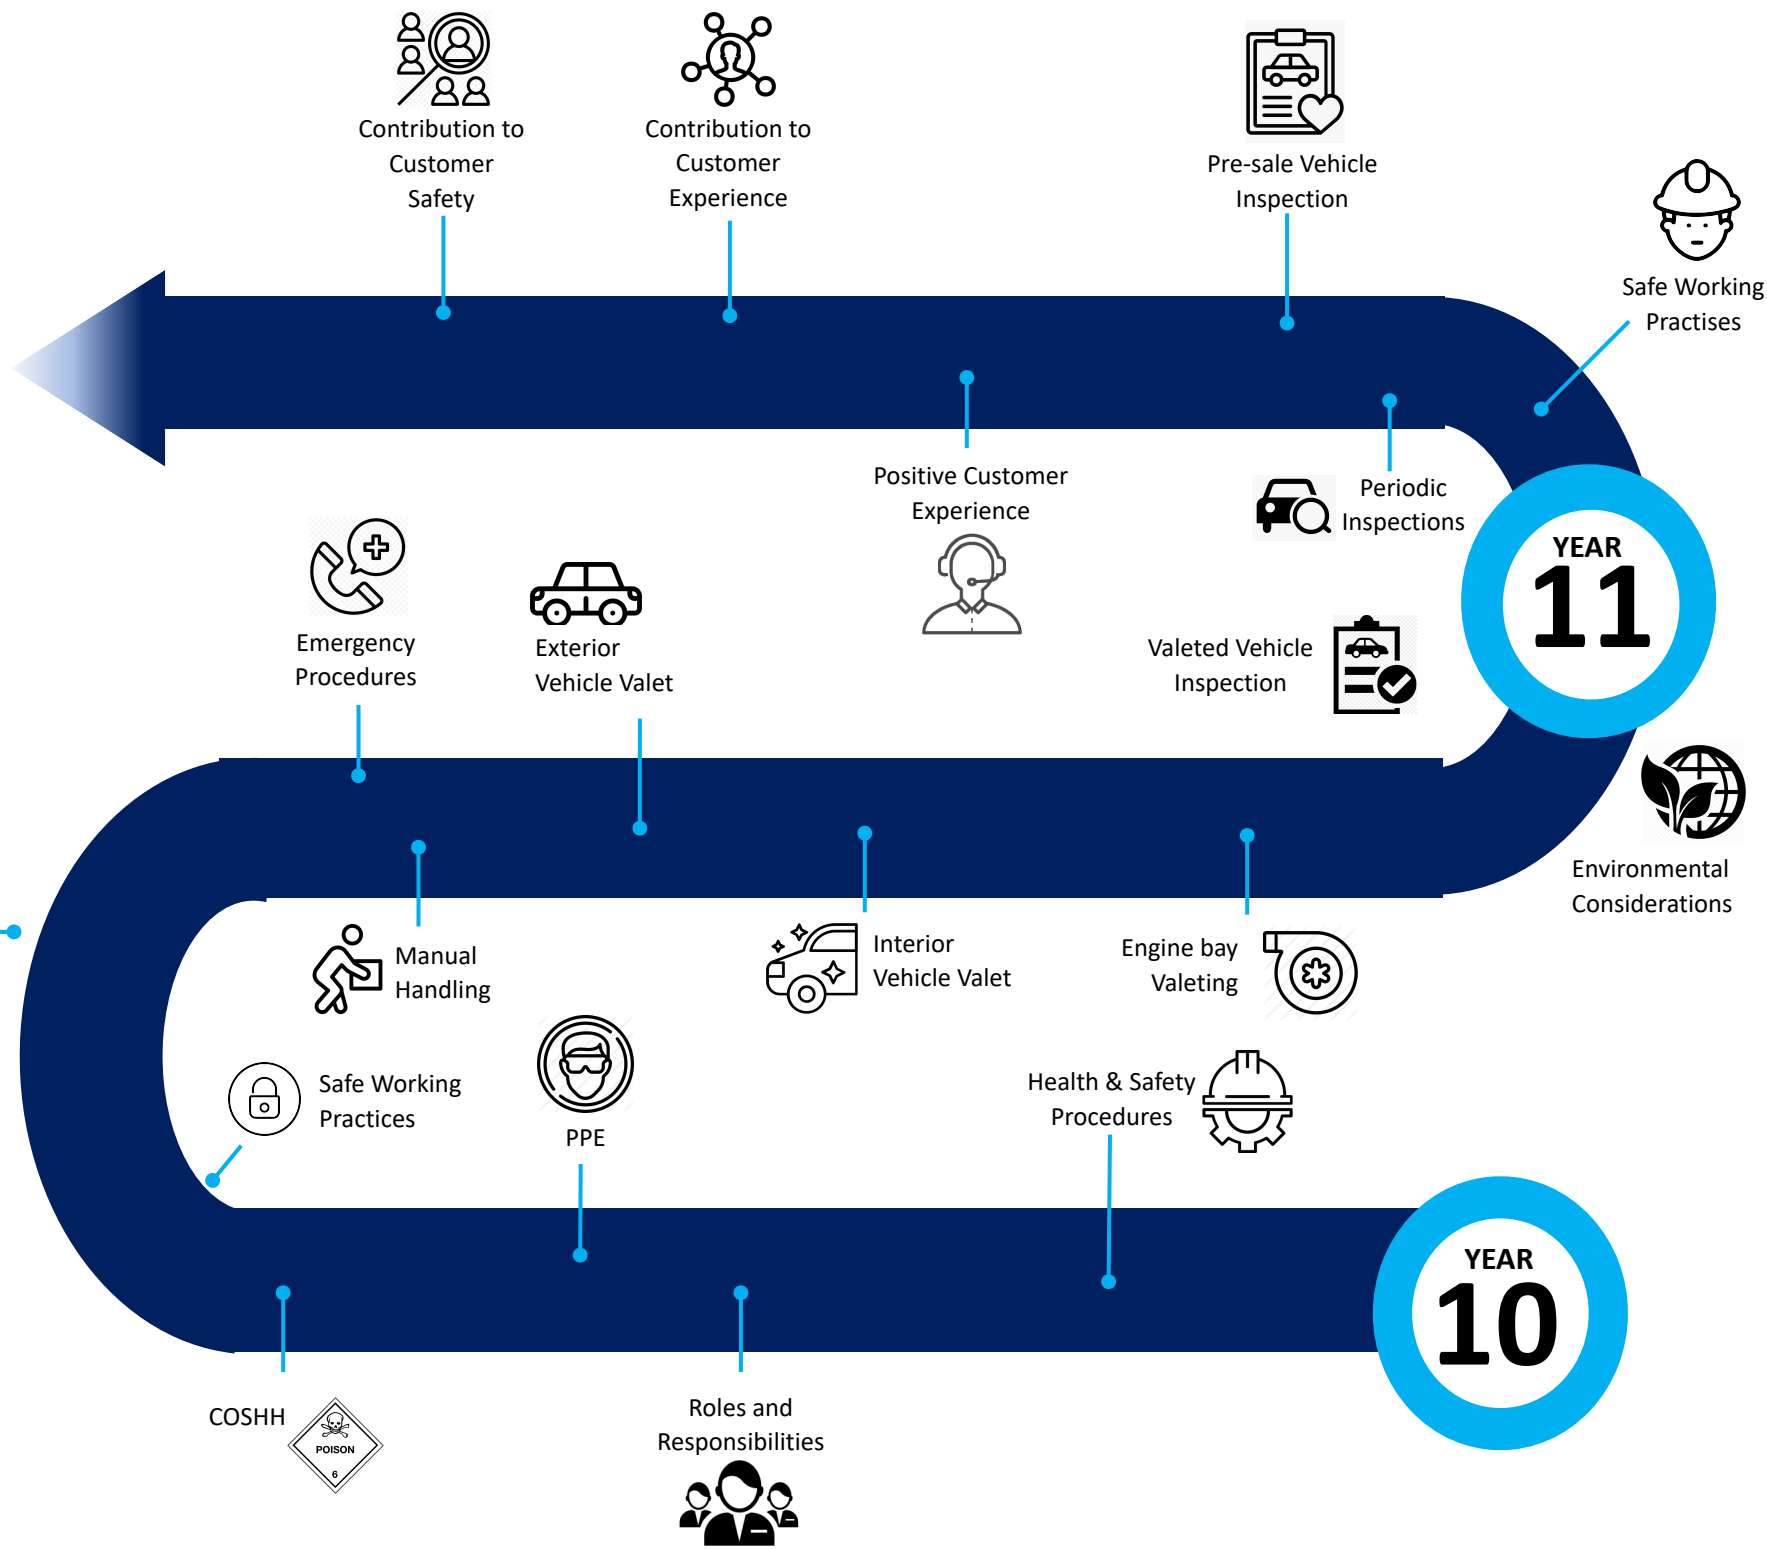 Contribution to
Customer
Safety
Contribution to
Customer
Experience
Pre-sale Vehicle
Inspection
Safe Working
Practises
Positive Customer
Experience
Periodic
Inspections
YEAR
11
Emergency
Procedures
Exterior
Vehicle Valet
Valeted Vehicle
Inspection
Environmental
Considerations
Manual
Handling
Interior
Vehicle Valet
Engine bay
Valeting
Safe Working
Practices
PPE
Health & Safety
Procedures
YEAR
10
COSHH
POISON
6
Roles and
Responsibilities